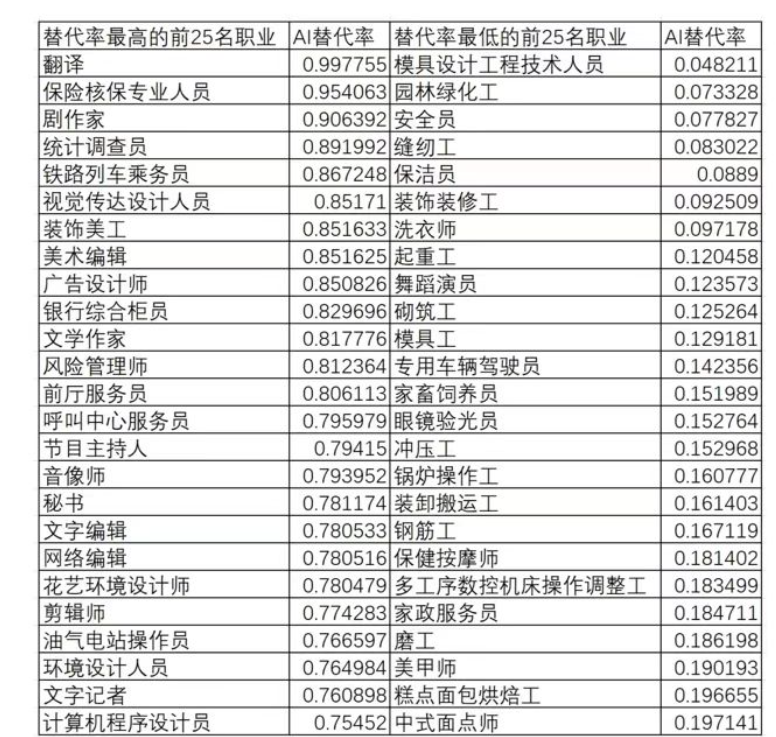 替代率最高的前25名职业 AI替代率 替代率最低的前25名职业 AI替代率
翻译 0.997755 模具设计工程技术人员 0.048211
保险核保专业人员 0.954063 园林绿化工 0.073328
剧作家 0.906392 安全员 0.077827
统计调查员 0.891992 缝纫工 0.083022
铁路列车乘务员 0.867248 保洁员 0.0889
视觉传达设计人员 0.85171 装饰装修工 0.092509
装饰美工 0.851633 洗衣师 0.097178
美术编辑 0.851625 起重工 0.120458
广告设计师 0.850826 舞蹈演员 0.123573
银行综合柜员 0.829696 砌筑工 0.125264
文学作家 0.817776 模具工 0.129181
风险管理师 0.812364 专用车辆驾驶员 0.142356
前厅服务员 0.806113 家畜饲养员 0.151989
呼叫中心服务员 0.795979 眼镜验光员 0.152764
节目主持人 0.79415 冲压工 0.152968
音像师 0.793952 锅炉操作工 0.160777
秘书 0.781174 装卸搬运工 0.161403
文字编辑 0.780533 钢筋工 0.167119
网络编辑 0.780516 保健按摩师 0.181402
花艺环境设计师 0.780479 多工序数控机床操作调整工 0.183499
剪辑师 0.774283 家政服务员 0.184711
油气电站操作员 0.766597 磨工 0.186198
环境设计人员 0.764984 美甲师 0.190193
文字记者 0.760898 糕点面包烘焙工 0.196655
计算机程序设计员 0.75452 中式面点师 0.197141